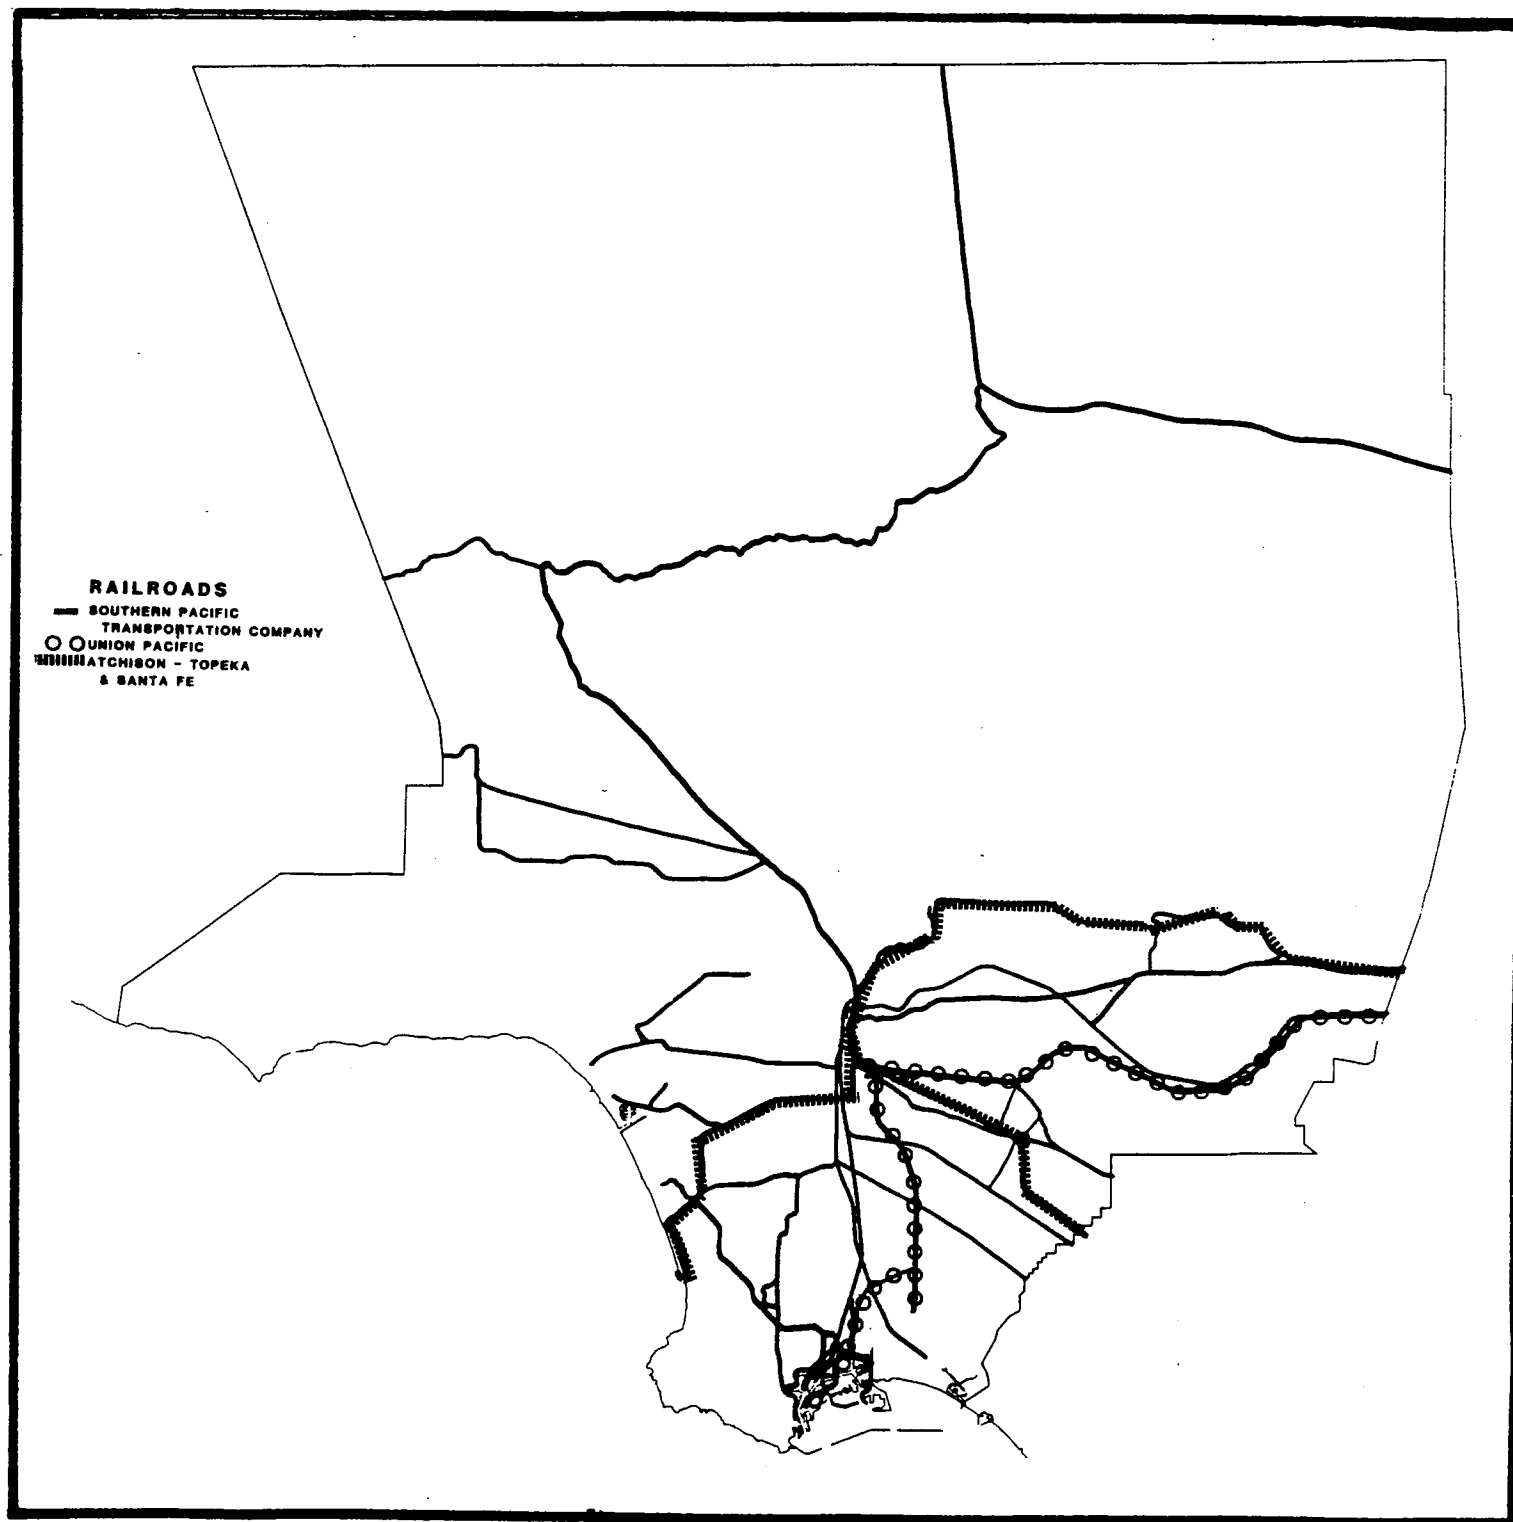 RAILROADS
SOUTHERN PACIFIC
TRANSPORTATION COMPANY
UNION PACIFIC
ATCHISON - TOPEKA
& SANTA FE